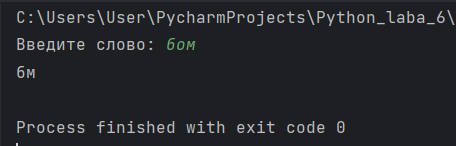 C:\Users\User\PycharmProjects\Python_laba_6\
Введите слово: бом
бм
Process finished with exit code 0